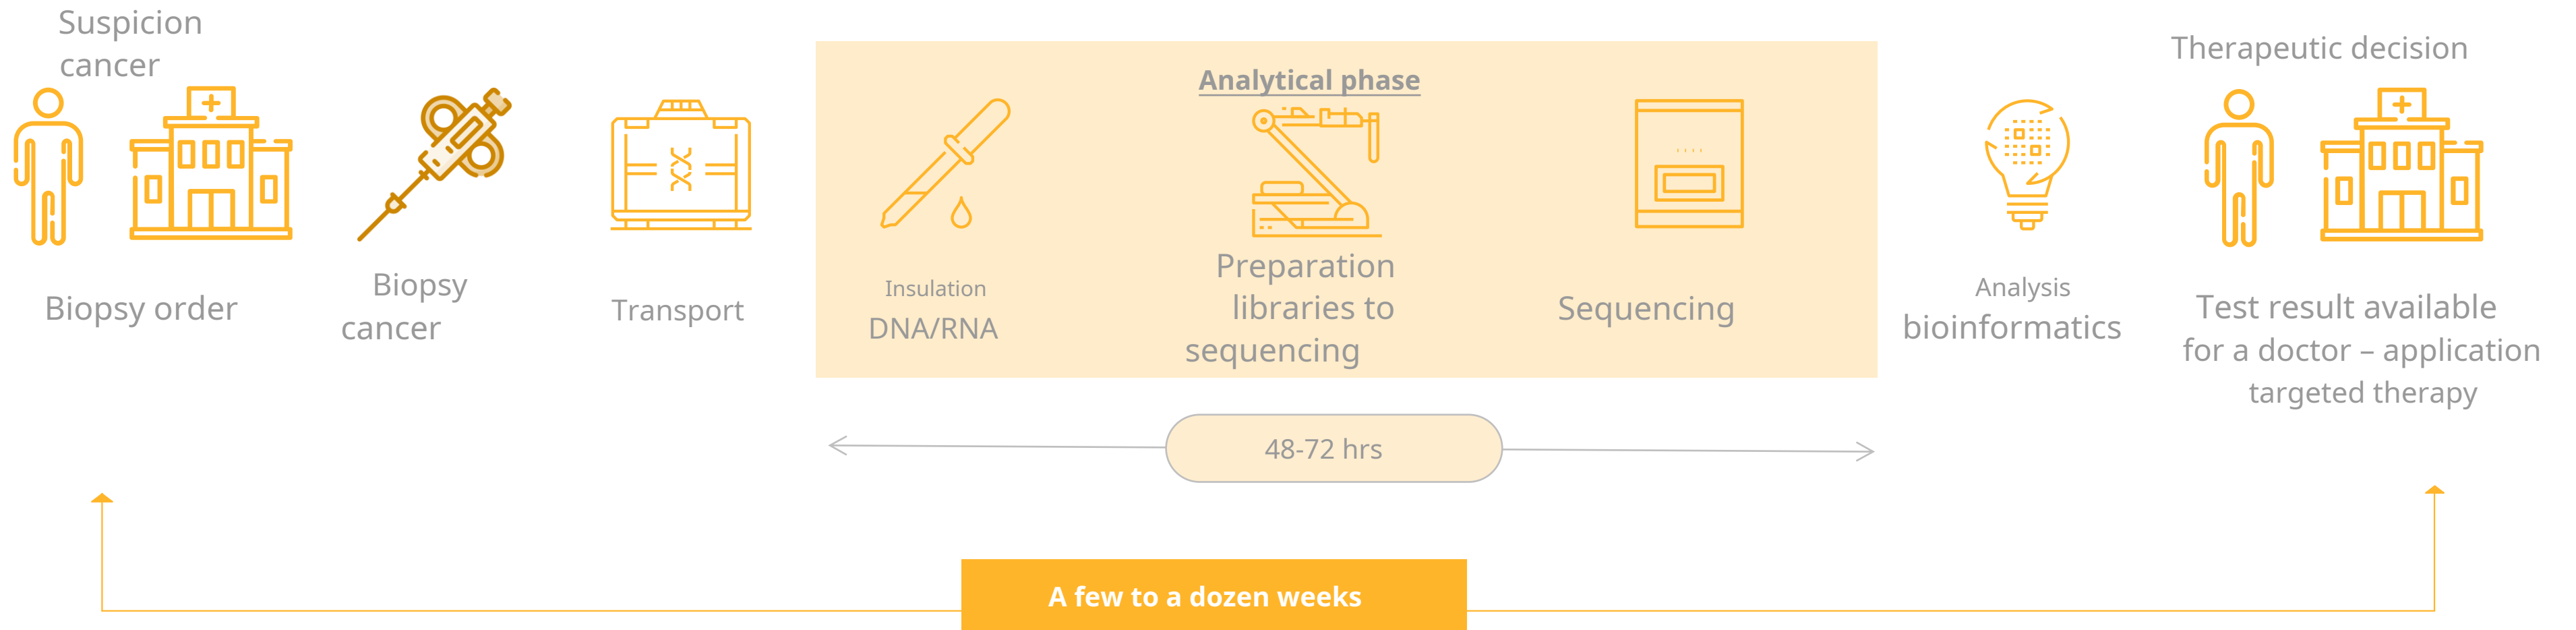 Suspicion
cancer
Biopsy order
Biopsy
cancer
Transport
Analytical phase
Insulation
DNA/RNA
Preparation
libraries to
sequencing
Sequencing
48-72 hrs
Analysis
bioinformatics
Therapeutic decision
Test result available
for a doctor – application
targeted therapy
A few to a dozen weeks